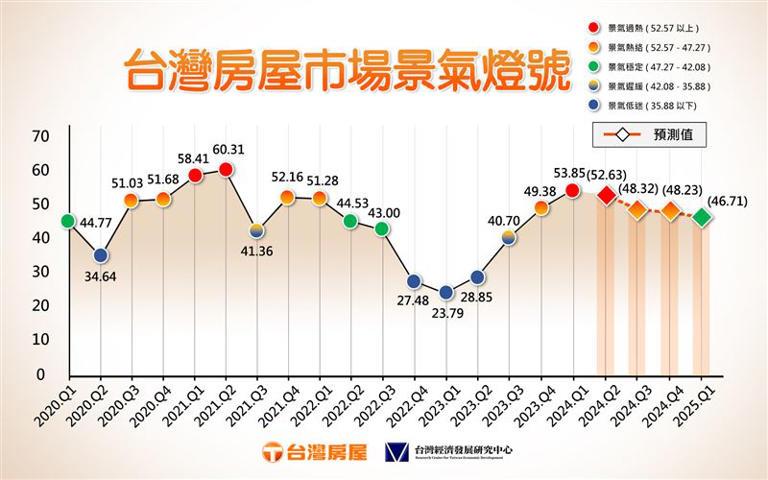 台灣房屋市場景氣燈號
景氣過熱 ( 52.57 以上 )
景氣熱絡 ( 52.57 - 47.27 )
景氣穩定 ( 47.27 - 42.08 )
景氣遲緩 ( 42.08 - 35.88 )
景氣低迷 ( 35.88 以下)
預測值
70
60
50
40
30
20
10
0
44.77
34.64
51.03
51.68
58.41
60.31
41.36
52.16
51.28
44.53
43.00
27.48
23.79
28.85
40.70
49.38
53.85
(52.63)
(48.32)
(48.23)
(46.71)
2020.Q1
2020.Q2
2020.Q3
2020.Q4
2021.Q1
2021.Q2
2021.Q3
2021.Q4
2022.Q1
2022.Q2
2022.Q3
2022.Q4
2023.Q1
2023.Q2
2023.Q3
2023.Q4
2024.Q1
2024.Q2
2024.Q3
2024.Q4
2025.Q1
台灣房屋
台灣經濟發展研究中心
Research Center for Taiwan Economic Development